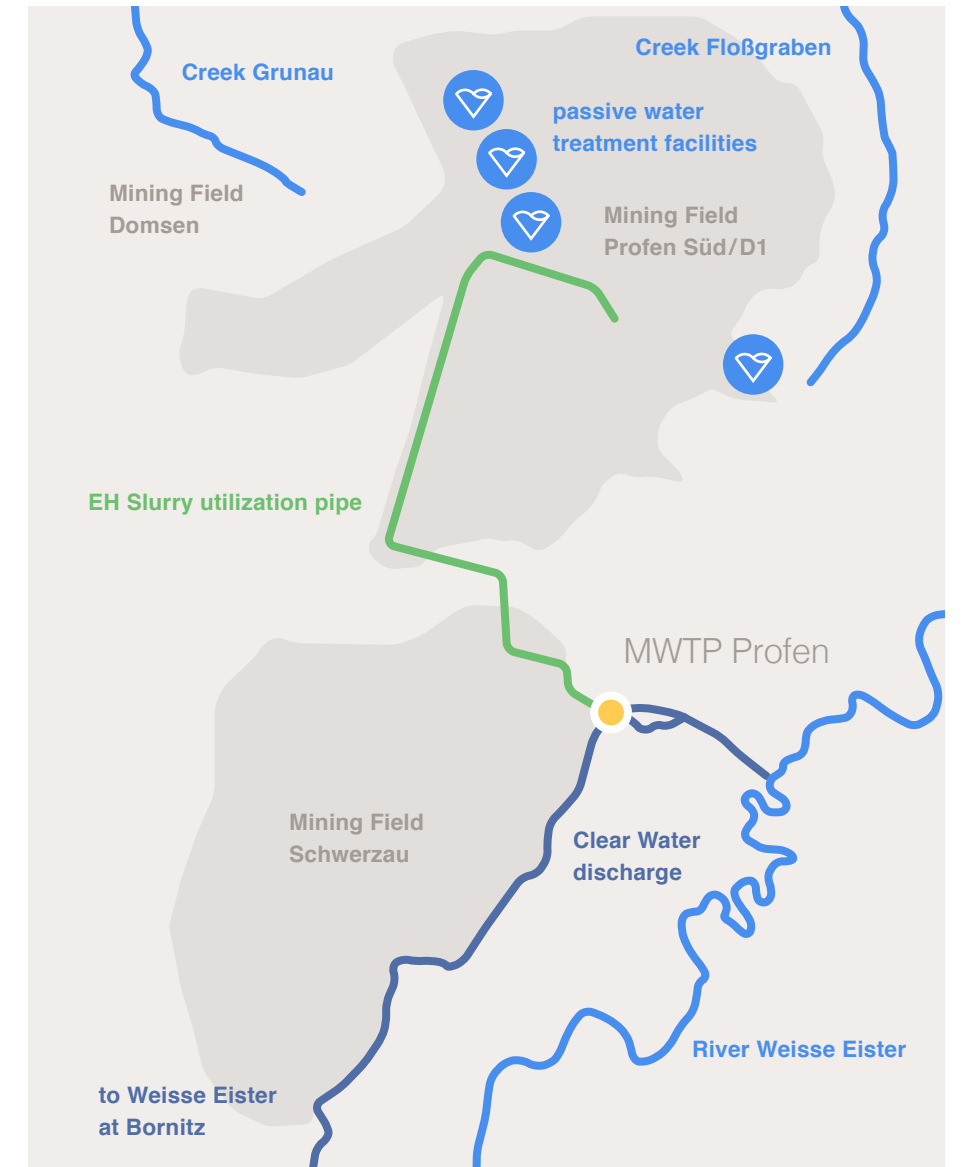 Creek Floßgraben
Creek Grunau
passive water
treatment facilities
Mining Field
Domsen
Mining Field
Profen Süd/D1
EH Slurry utilization pipe
MWTP Profen
Mining Field
Schwerzau
Clear Water
discharge
River Weisse Eister
to Weisse Eister
at Bornitz